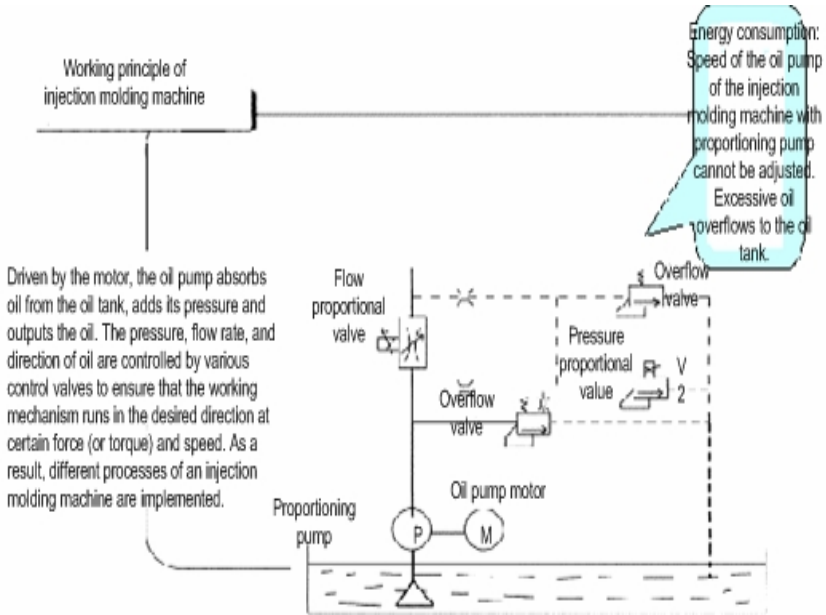 Working principle of
injection molding machine
Energy consumption:
Speed of the oil pump
of the injection
molding machine with
proportioning pump
cannot be adjusted.
Excessive oil
overflows to the oil
tank.
Driven by the motor, the oil pump absorbs
oil from the oil tank, adds its pressure and
outputs the oil. The pressure, flow rate, and
direction of oil are controlled by various
control valves to ensure that the working
mechanism runs in the desired direction at
certain force (or torque) and speed. As a
result, different processes of an injection
molding machine are implemented.
Flow
proportional
valve
Overflow
valve
Pressure
proportional
value
V
2
Overflow
valve
Oil pump motor
Proportioning
pump
P
M